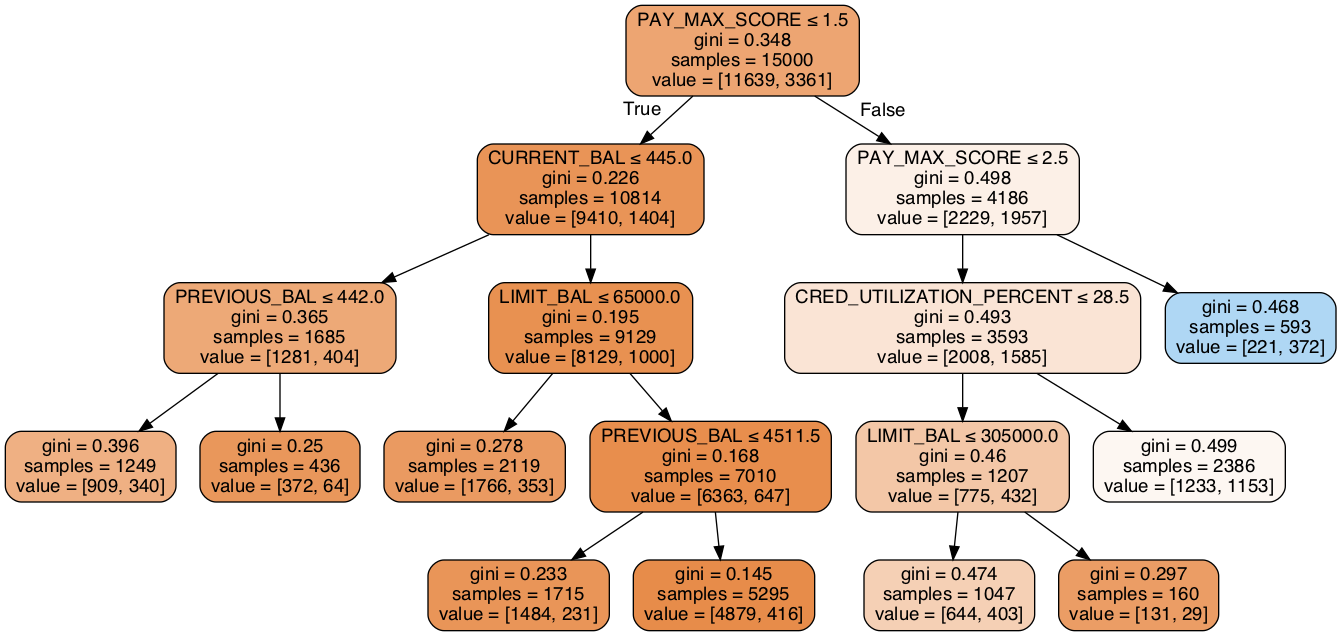 PAY_MAX_SCORE ≤ 1.5
gini = 0.348
samples = 15000
value = [11639, 3361]
True
False
CURRENT_BAL ≤ 445.0
gini = 0.226
samples = 10814
value = [9410, 1404]
PAY_MAX_SCORE ≤ 2.5
gini = 0.498
samples = 4186
value = [2229, 1957]
PREVIOUS_BAL ≤ 442.0
gini = 0.365
samples = 1685
value = [1281, 404]
LIMIT_BAL ≤ 65000.0
gini = 0.195
samples = 9129
value = [8129, 1000]
CRED_UTILIZATION_PERCENT ≤ 28.5
gini = 0.493
samples = 3593
value = [2008, 1585]
gini = 0.468
samples = 593
value = [221, 372]
gini = 0.396
samples = 1249
value = [909, 340]
gini = 0.25
samples = 436
value = [372, 64]
gini = 0.278
samples = 2119
value = [1766, 353]
PREVIOUS_BAL ≤ 4511.5
gini = 0.168
samples = 7010
value = [6363, 647]
LIMIT_BAL ≤ 305000.0
gini = 0.46
samples = 1207
value = [775, 432]
gini = 0.499
samples = 2386
value = [1233, 1153]
gini = 0.233
samples = 1715
value = [1484, 231]
gini = 0.145
samples = 5295
value = [4879, 416]
gini = 0.474
samples = 1047
value = [644, 403]
gini = 0.297
samples = 160
value = [131, 29]